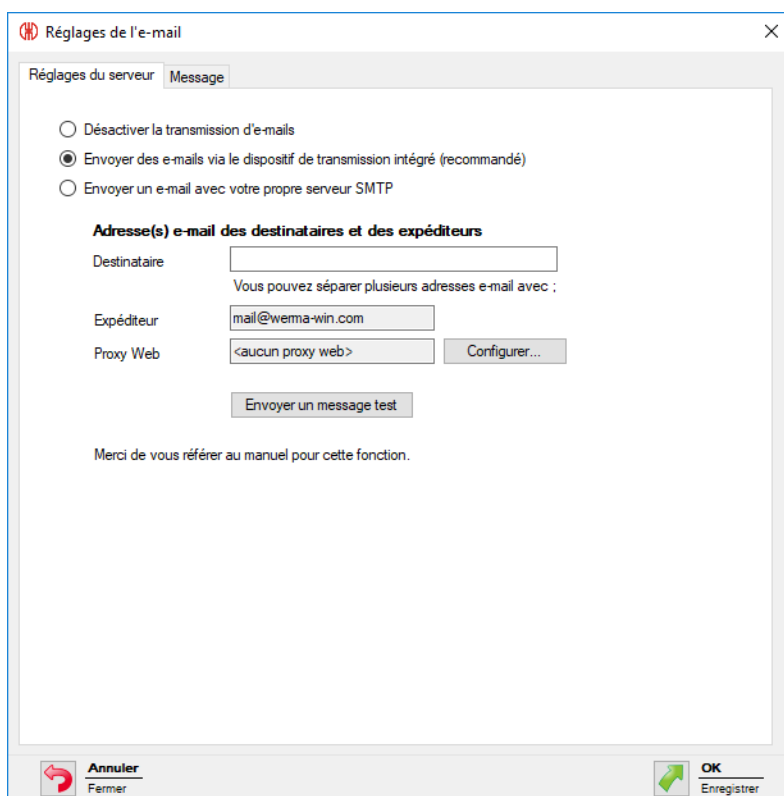 Réglages de l'e-mail
Réglages du serveur
Message
Désactiver la transmission d'e-mails
Envoyer des e-mails via le dispositif de transmission intégré (recommandé)
Envoyer un e-mail avec votre propre serveur SMTP
Adresse(s) e-mail des destinataires et des expéditeurs
Destinataire
Vous pouvez séparer plusieurs adresses e-mail avec ;
Expéditeur
mail@werma-win.com
Proxy Web
<aucun proxy web>
Configurer...
Envoyer un message test
Merci de vous référer au manuel pour cette fonction.
Annuler
Fermer
OK
Enregistrer